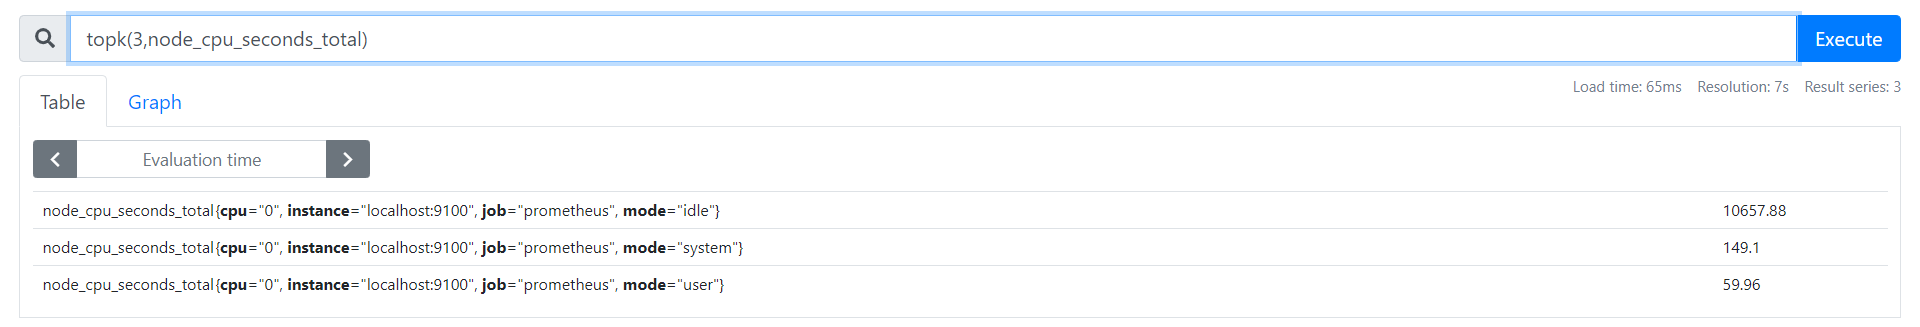 topk(3,node_cpu_seconds_total)
Execute
Table
Graph
Load time: 65ms Resolution: 7s Result series: 3
Evaluation time
node_cpu_seconds_total{cpu="0", instance="localhost:9100", job="prometheus", mode="idle"} 10657.88
node_cpu_seconds_total{cpu="0", instance="localhost:9100", job="prometheus", mode="system"} 149.1
node_cpu_seconds_total{cpu="0", instance="localhost:9100", job="prometheus", mode="user"} 59.96